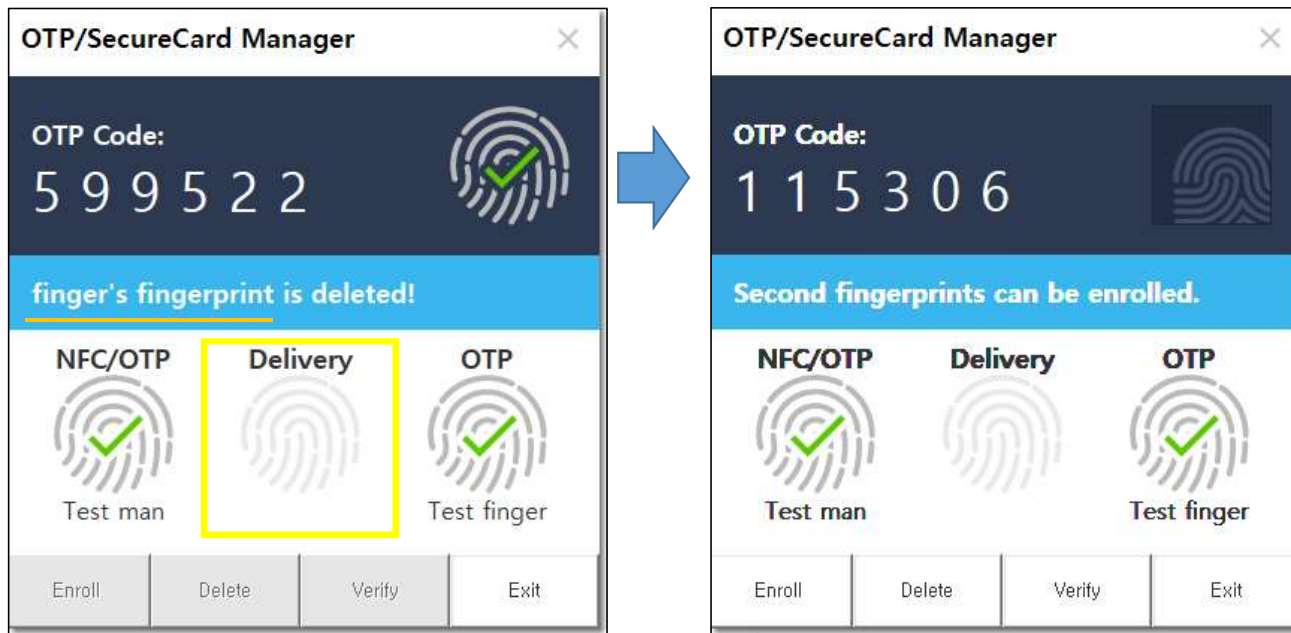 OTP/SecureCard Manager
OTP Code:
5 9 9 5 2 2
finger's fingerprint is deleted!
NFC/OTP Delivery OTP
Test man Test finger
Enroll Delete Verify Exit
OTP/SecureCard Manager
OTP Code:
1 1 5 3 0 6
Second fingerprints can be enrolled.
NFC/OTP Delivery OTP
Test man Test finger
Enroll Delete Verify Exit